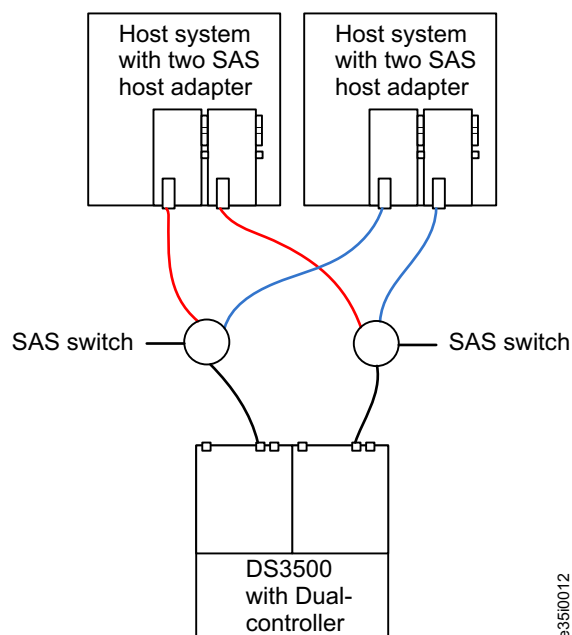 Host system
with two SAS
host adapter
Host system
with two SAS
host adapter
SAS switch
SAS switch
DS3500
with Dual-
controller
e35i0012